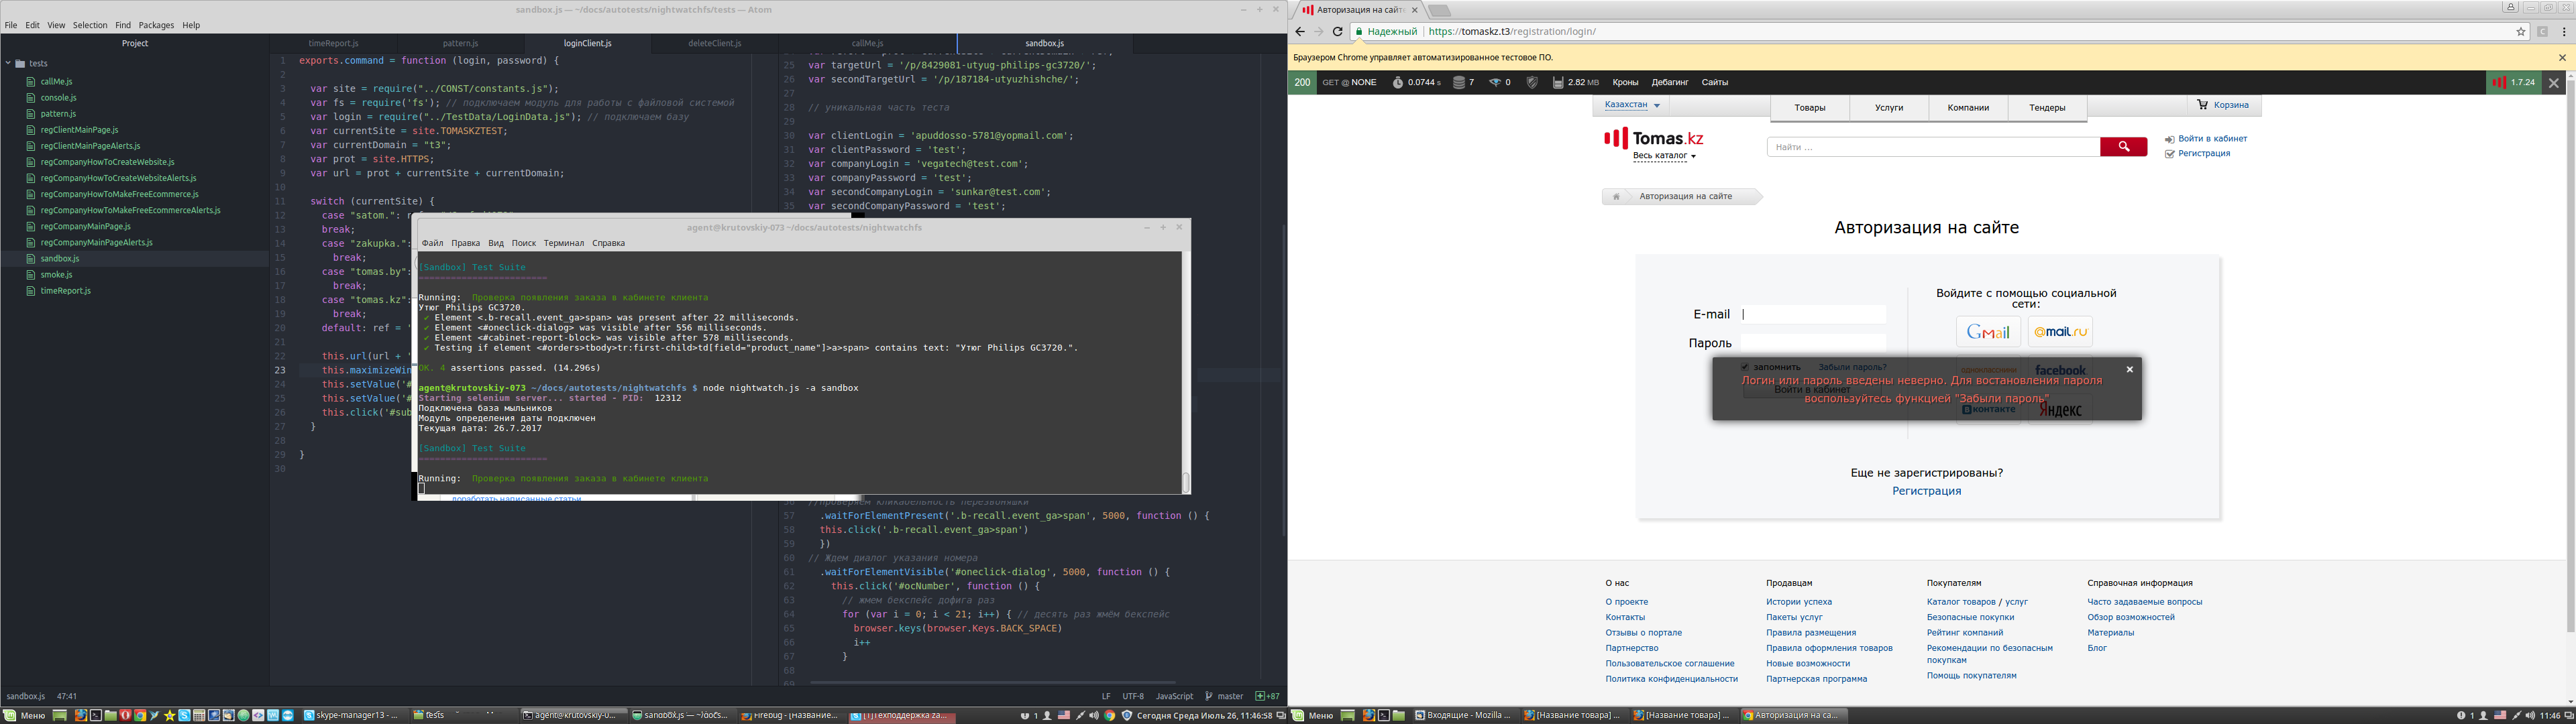 sandbox.js — ~/docs/autotests/nightwatchfs/tests — Atom
File Edit View Selection Find Packages Help
Project
tests
callMe.js
console.js
pattern.js
regClientMainPage.js
regClientMainPageAlerts.js
regCompanyHowToCreateWebsite.js
regCompanyHowToCreateWebsiteAlerts.js
regCompanyHowToMakeFreeEcommerce.js
regCompanyHowToMakeFreeEcommerceAlerts.js
regCompanyMainPage.js
regCompanyMainPageAlerts.js
sandbox.js
smoke.js
timeReport.js
timeReport.js pattern.js loginClient.js deleteClient.js callMe.js sandbox.js
1 exports.command = function (login, password) {
2
3 var site = require("../CONST/constants.js");
4 var fs = require('fs'); // подключаем модуль для работы с файловой системой
5 var login = require("../TestData/LoginData.js"); // подключаем базу
6 var currentSite = site.TOMASKZTEST;
7 var currentDomain = "t3";
8 var prot = site.HTTPS;
9 var url = prot + currentSite + currentDomain;
10
11 switch (currentSite) {
12 case "satom.":
13 break;
14 case "zakupka.":
15 break;
16 case "tomas.by":
17 break;
18 case "tomas.kz":
19 break;
20 default: ref = '
21
22 this.url(url + '
23 this.maximizeWin
24 this.setValue('#
25 this.setValue('#
26 this.click('#sub
27 }
28
29 }
30
25 var targetUrl = '/p/8429081-utyug-philips-gc3720/';
26 var secondTargetUrl = '/p/187184-utyuzhishche/';
27
28 // уникальная часть теста
29
30 var clientLogin = 'apuddosso-5781@yopmail.com';
31 var clientPassword = 'test';
32 var companyLogin = 'vegatech@test.com';
33 var companyPassword = 'test';
34 var secondCompanyLogin = 'sunkar@test.com';
35 var secondCompanyPassword = 'test';
agent@krutovskiy-073 ~/docs/autotests/nightwatchfs
Файл Правка Вид Поиск Терминал Справка
[Sandbox] Test Suite
========================
Running: Проверка появления заказа в кабинете клиента
Утюг Philips GC3720.
✔ Element <.b-recall.event_ga>span> was present after 22 milliseconds.
✔ Element <#oneclick-dialog> was visible after 556 milliseconds.
✔ Element <#cabinet-report-block> was visible after 578 milliseconds.
✔ Testing if element <#orders>tbody>tr:first-child>td[field="product_name"]>a>span> contains text: "Утюг Philips GC3720.".
OK. 4 assertions passed. (14.296s)
agent@krutovskiy-073 ~/docs/autotests/nightwatchfs $ node nightwatch.js -a sandbox
Starting selenium server... started - PID: 12312
Подключена база мыльников
Модуль определения даты подключен
Текущая дата: 26.7.2017
[Sandbox] Test Suite
========================
Running: Проверка появления заказа в кабинете клиента
доработать написанные статьи
//проверяем кликабельность перезвоняшки
57 .waitForElementPresent('.b-recall.event_ga>span', 5000, function () {
58 this.click('.b-recall.event_ga>span')
59 })
60 // Ждем диалог указания номера
61 .waitForElementVisible('#oneclick-dialog', 5000, function () {
62 this.click('#ocNumber', function () {
63 // жмем бекспейс дофига раз
64 for (var i = 0; i < 21; i++) { // десять раз жмём бекспейс
65 browser.keys(browser.Keys.BACK_SPACE)
66 i++
67 }
68
69
sandbox.js 47:41 LF UTF-8 JavaScript master +87
Меню skype-manager13 - ... tests agent@krutovskiy-0... sandbox.js — ~/docs... Firebug - [Название... [1]Техподдержка za... 1 Сегодня Среда Июль 26, 11:46:58
Авторизация на сайт
Надежный https://tomaskz.t3/registration/login/
Браузером Chrome управляет автоматизированное тестовое ПО.
200 GET @ NONE 0.0744 s 7 0 2.82 MB Кроны Дебагинг Сайты 1.7.24
Казахстан Товары Услуги Компании Тендеры Корзина
Tomas.kz
Весь каталог
Найти ...
Войти в кабинет
Регистрация
Авторизация на сайте
Авторизация на сайте
E-mail
Пароль
запомнить Забыли пароль?
Войти в кабинет
Войдите с помощью социальной
сети:
Gmail @mail.ru
одноклассники facebook
Вконтакте Яндекс
Логин или пароль введены неверно. Для востановления пароля
воспользуйтесь функцией "Забыли пароль"
Еще не зарегистрированы?
Регистрация
О нас
О проекте
Контакты
Отзывы о портале
Партнерство
Пользовательское соглашение
Политика конфиденциальности
Продавцам
Истории успеха
Пакеты услуг
Правила размещения
Правила оформления товаров
Новые возможности
Партнерская программа
Покупателям
Каталог товаров / услуг
Безопасные покупки
Рейтинг компаний
Рекомендации по безопасным
покупкам
Помощь покупателям
Справочная информация
Часто задаваемые вопросы
Обзор возможностей
Материалы
Блог
Меню Входящие - Mozilla ... [Название товара] ... [Название товара] ... Авторизация на са... 1 11:46